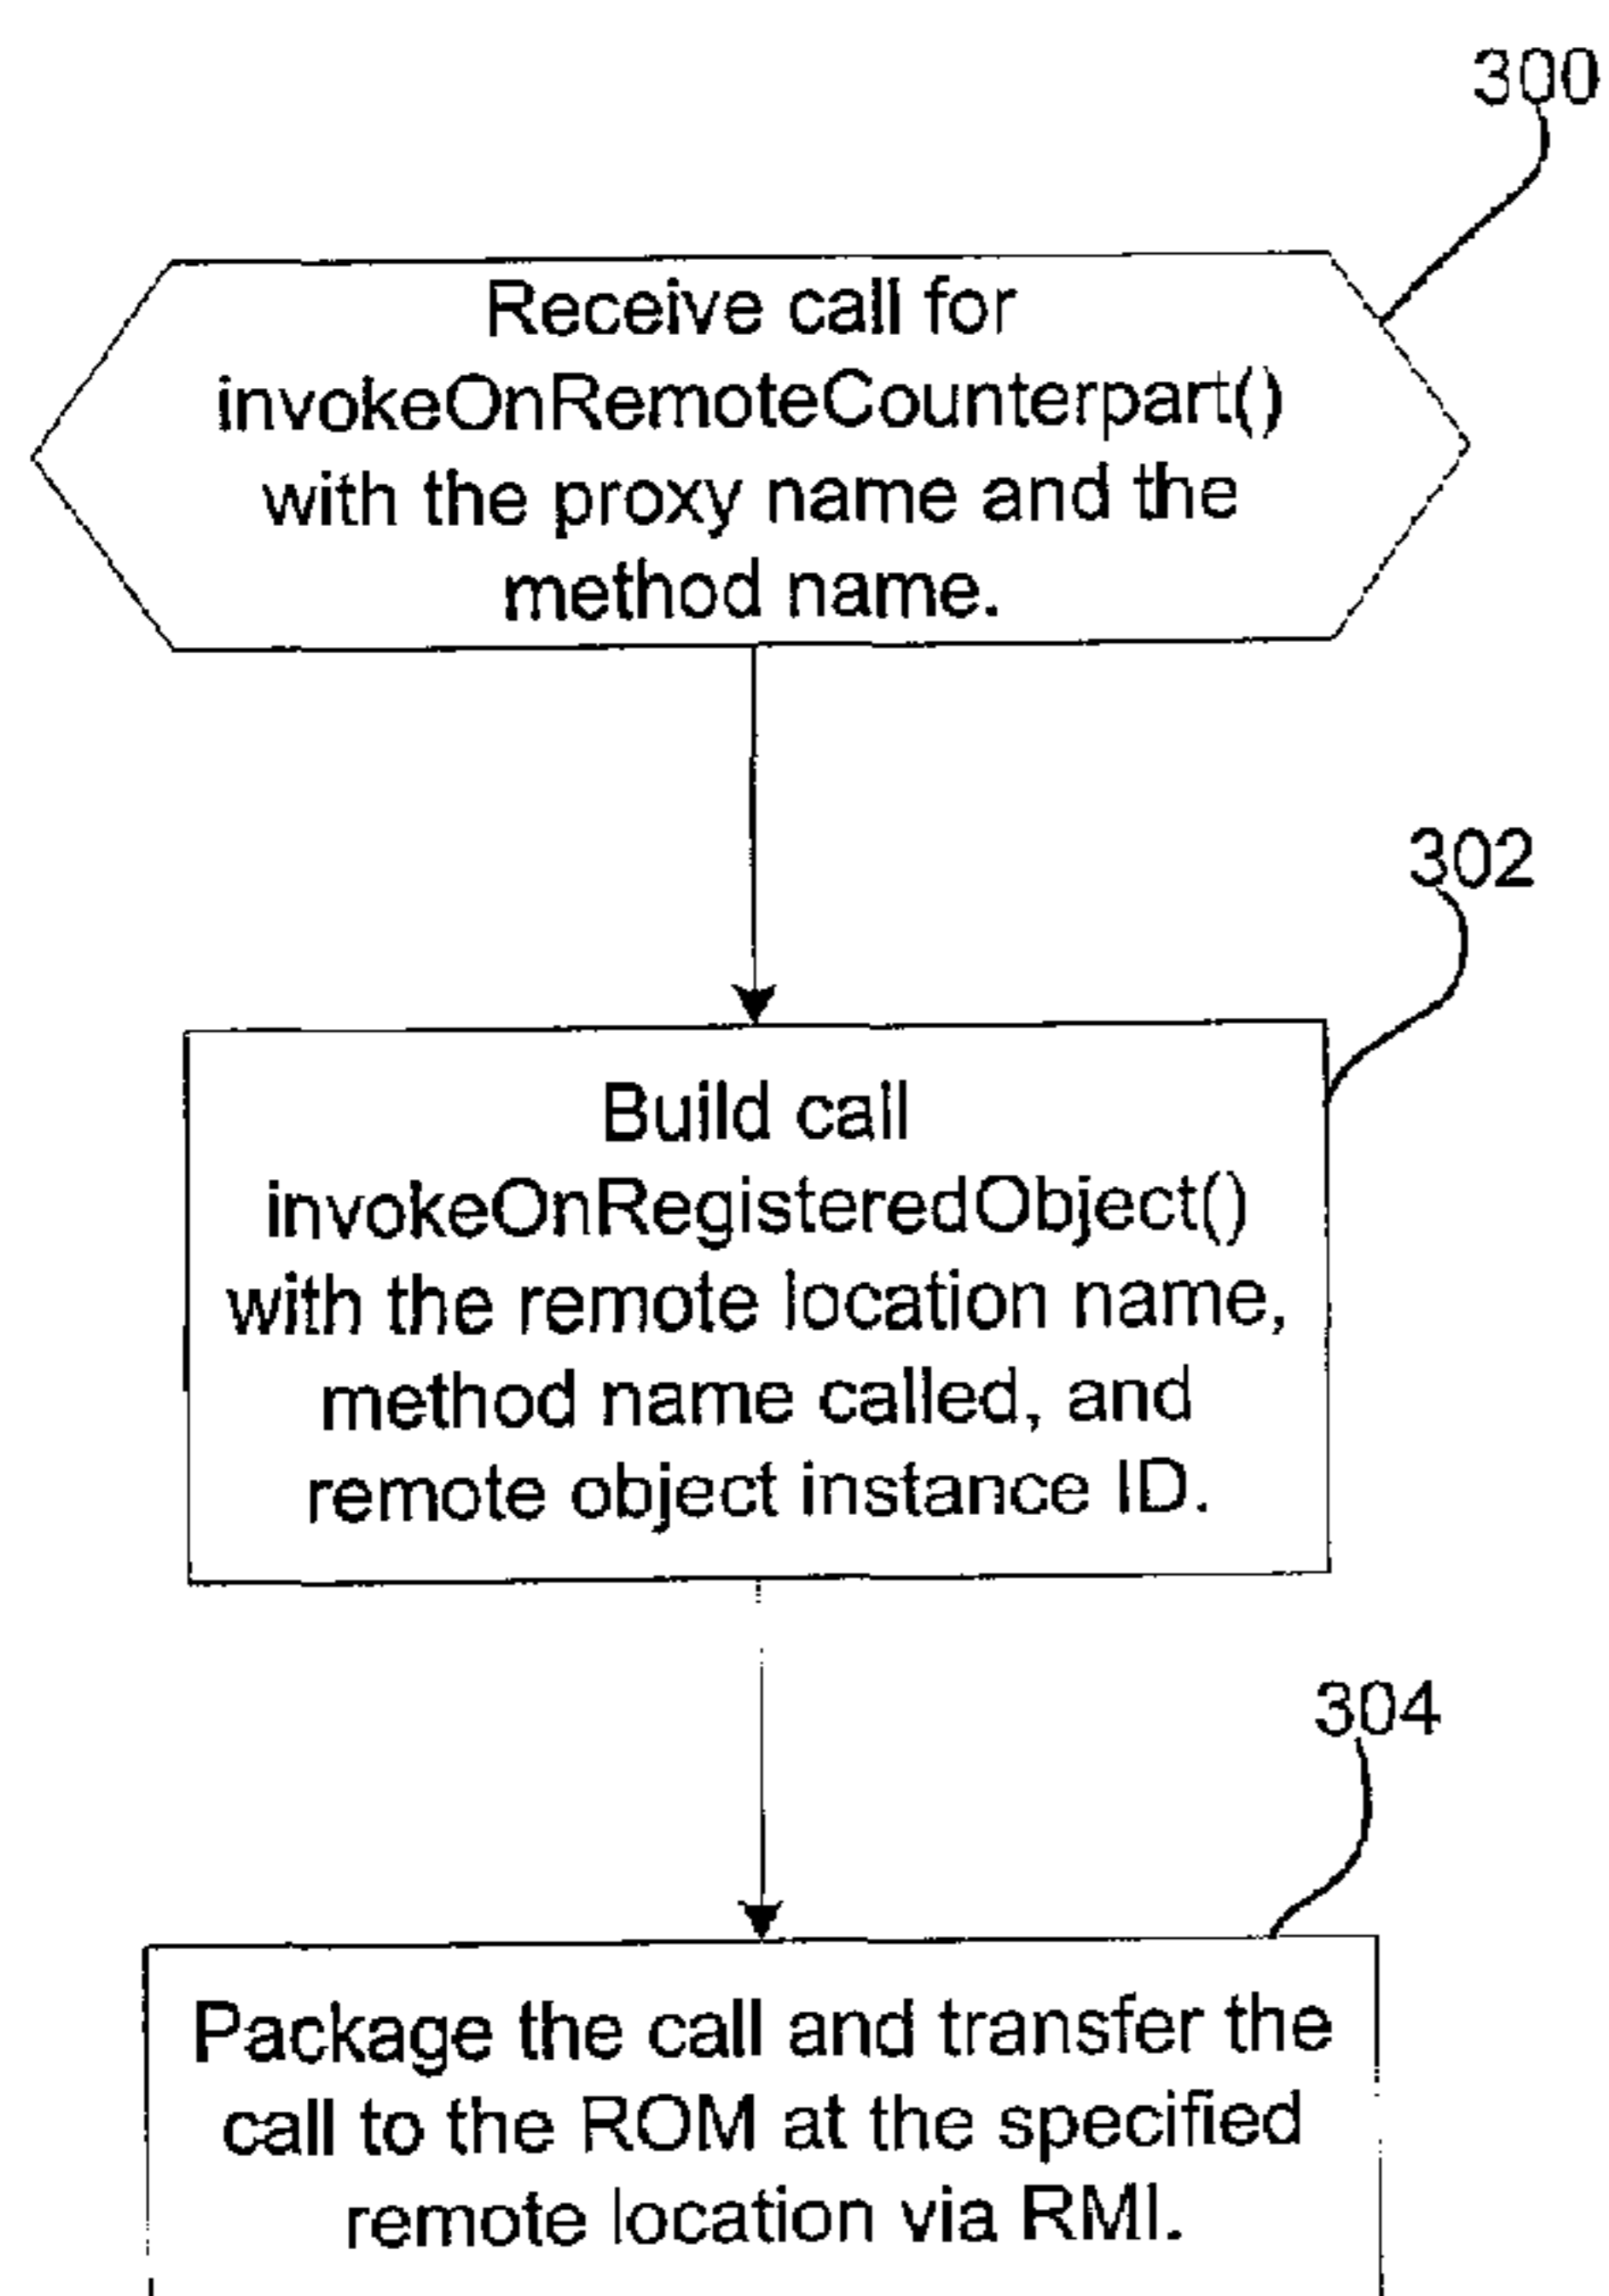 300
Receive call for
invokeOnRemoteCounterpart()
with the proxy name and the
method name.
302
Build call
invokeOnRegisteredObject()
with the remote location name,
method name called, and
remote object instance ID.
304
Package the call and transfer the
call to the ROM at the specified
remote location via RMI.